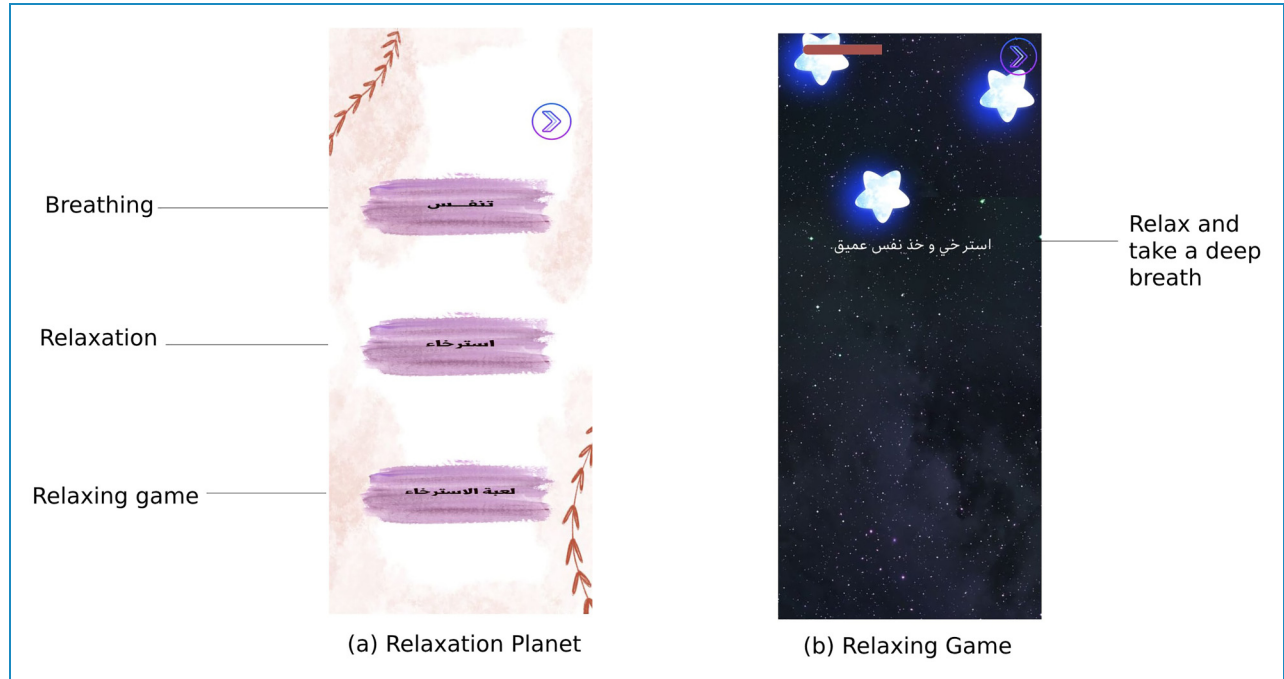 Breathing
تنفـــس
Relaxation
استرخاء
Relaxing game
لعبة الاسترخاء
(a) Relaxation Planet
استرخي و خذ نفس عميق
Relax and
take a deep
breath
(b) Relaxing Game